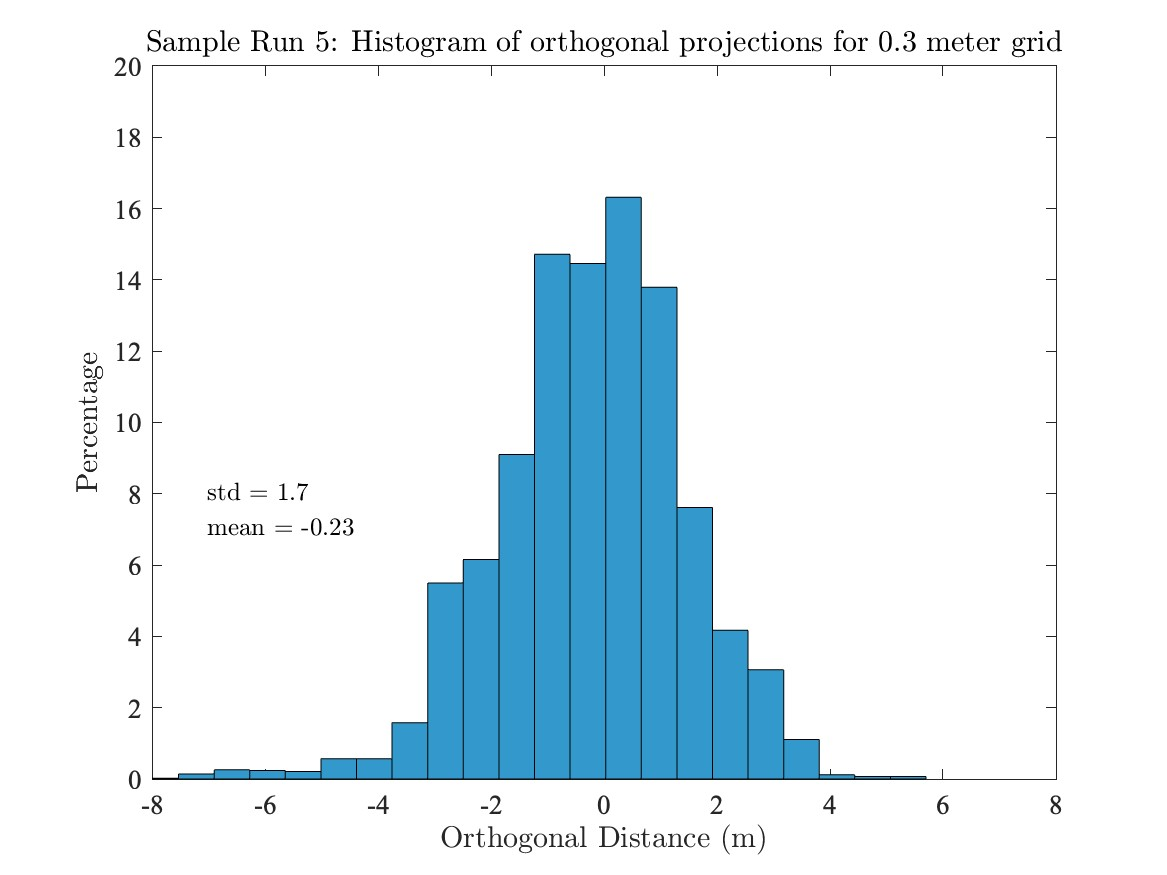 Sample Run 5: Histogram of orthogonal projections for 0.3 meter grid
20
18
16
14
12
10
8
6
4
2
0
Percentage
std = 1.7
mean = -0.23
-8 -6 -4 -2 0 2 4 6 8
Orthogonal Distance (m)